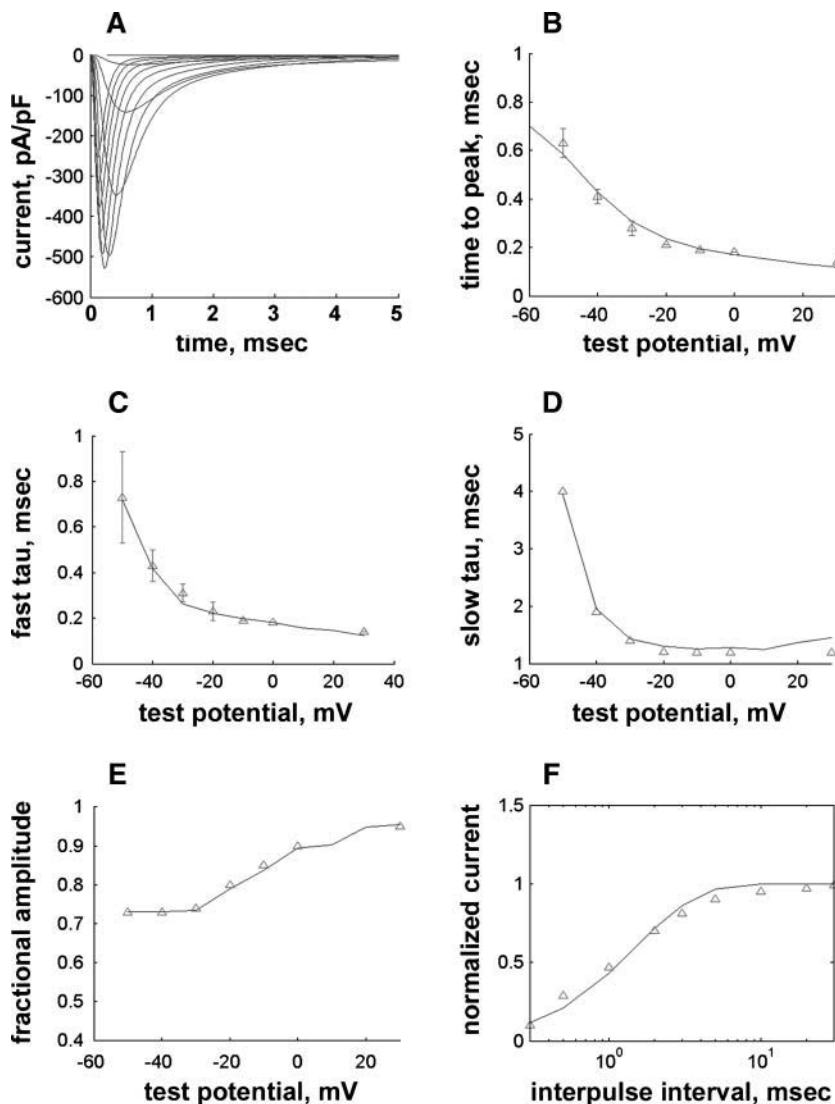 A
0
-100
-200
-300
-400
-500
-600
current, pA/pF
0 1 2 3 4 5
time, msec
B
1
0.8
0.6
0.4
0.2
0
time to peak, msec
-60 -40 -20 0 20
test potential, mV
C
1
0.8
0.6
0.4
0.2
0
fast tau, msec
-60 -40 -20 0 20 40
test potential, mV
D
5
4
3
2
1
slow tau, msec
-60 -40 -20 0 20
test potential, mV
E
1
0.9
0.8
0.7
0.6
0.5
0.4
fractional amplitude
-60 -40 -20 0 20
test potential, mV
F
1.5
1
0.5
0
normalized current
10⁰ 10¹
interpulse interval, msec